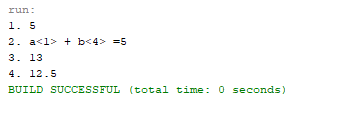 run:
1. 5
2. a<1> + b<4> =5
3. 13
4. 12.5
BUILD SUCCESSFUL (total time: 0 seconds)